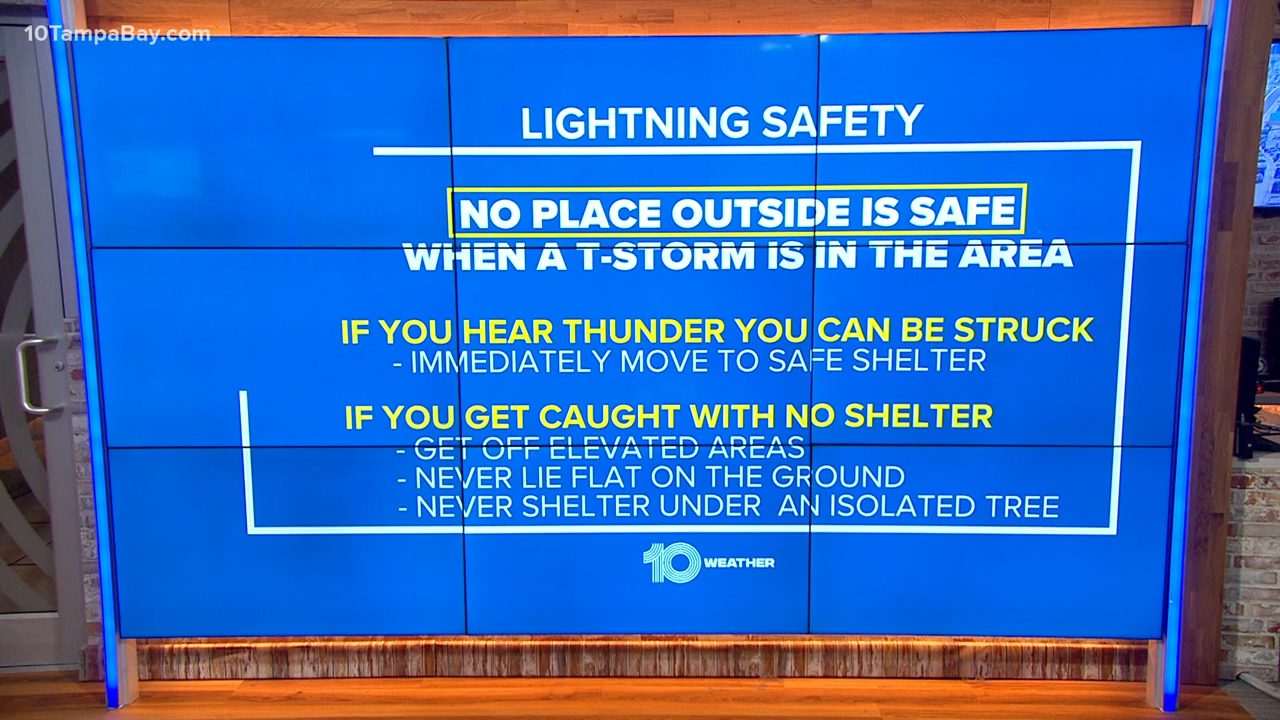 10TampaBay.com
LIGHTNING SAFETY
NO PLACE OUTSIDE IS SAFE
WHEN A T-STORM IS IN THE AREA
IF YOU HEAR THUNDER YOU CAN BE STRUCK
- IMMEDIATELY MOVE TO SAFE SHELTER
IF YOU GET CAUGHT WITH NO SHELTER
- GET OFF ELEVATED AREAS
- NEVER LIE FLAT ON THE GROUND
- NEVER SHELTER UNDER  AN ISOLATED TREE
10 WEATHER